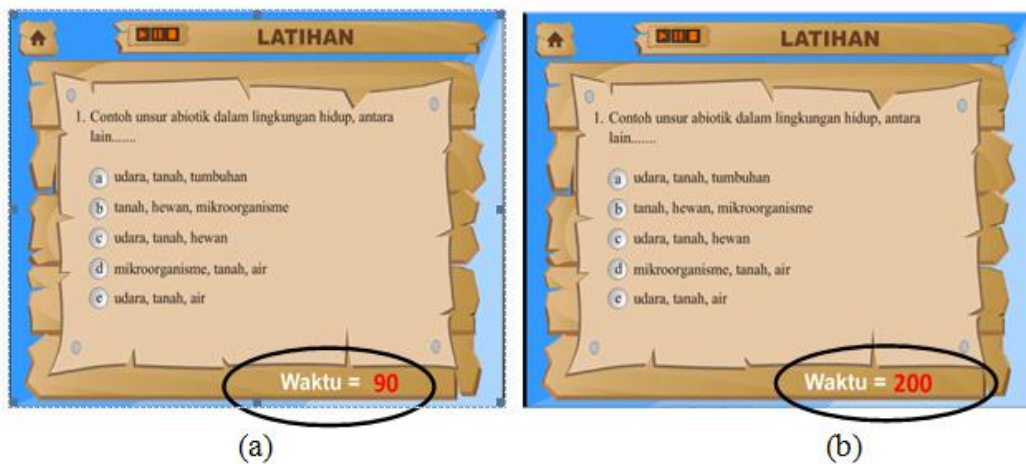 LATIHAN
1. Contoh unsur abiotik dalam lingkungan hidup, antara
lain.......
a udara, tanah, tumbuhan
b tanah, hewan, mikroorganisme
c udara, tanah, hewan
d mikroorganisme, tanah, air
e udara, tanah, air
Waktu = 90
(a)
LATIHAN
1. Contoh unsur abiotik dalam lingkungan hidup, antara
lain.......
a udara, tanah, tumbuhan
b tanah, hewan, mikroorganisme
c udara, tanah, hewan
d mikroorganisme, tanah, air
e udara, tanah, air
Waktu = 200
(b)